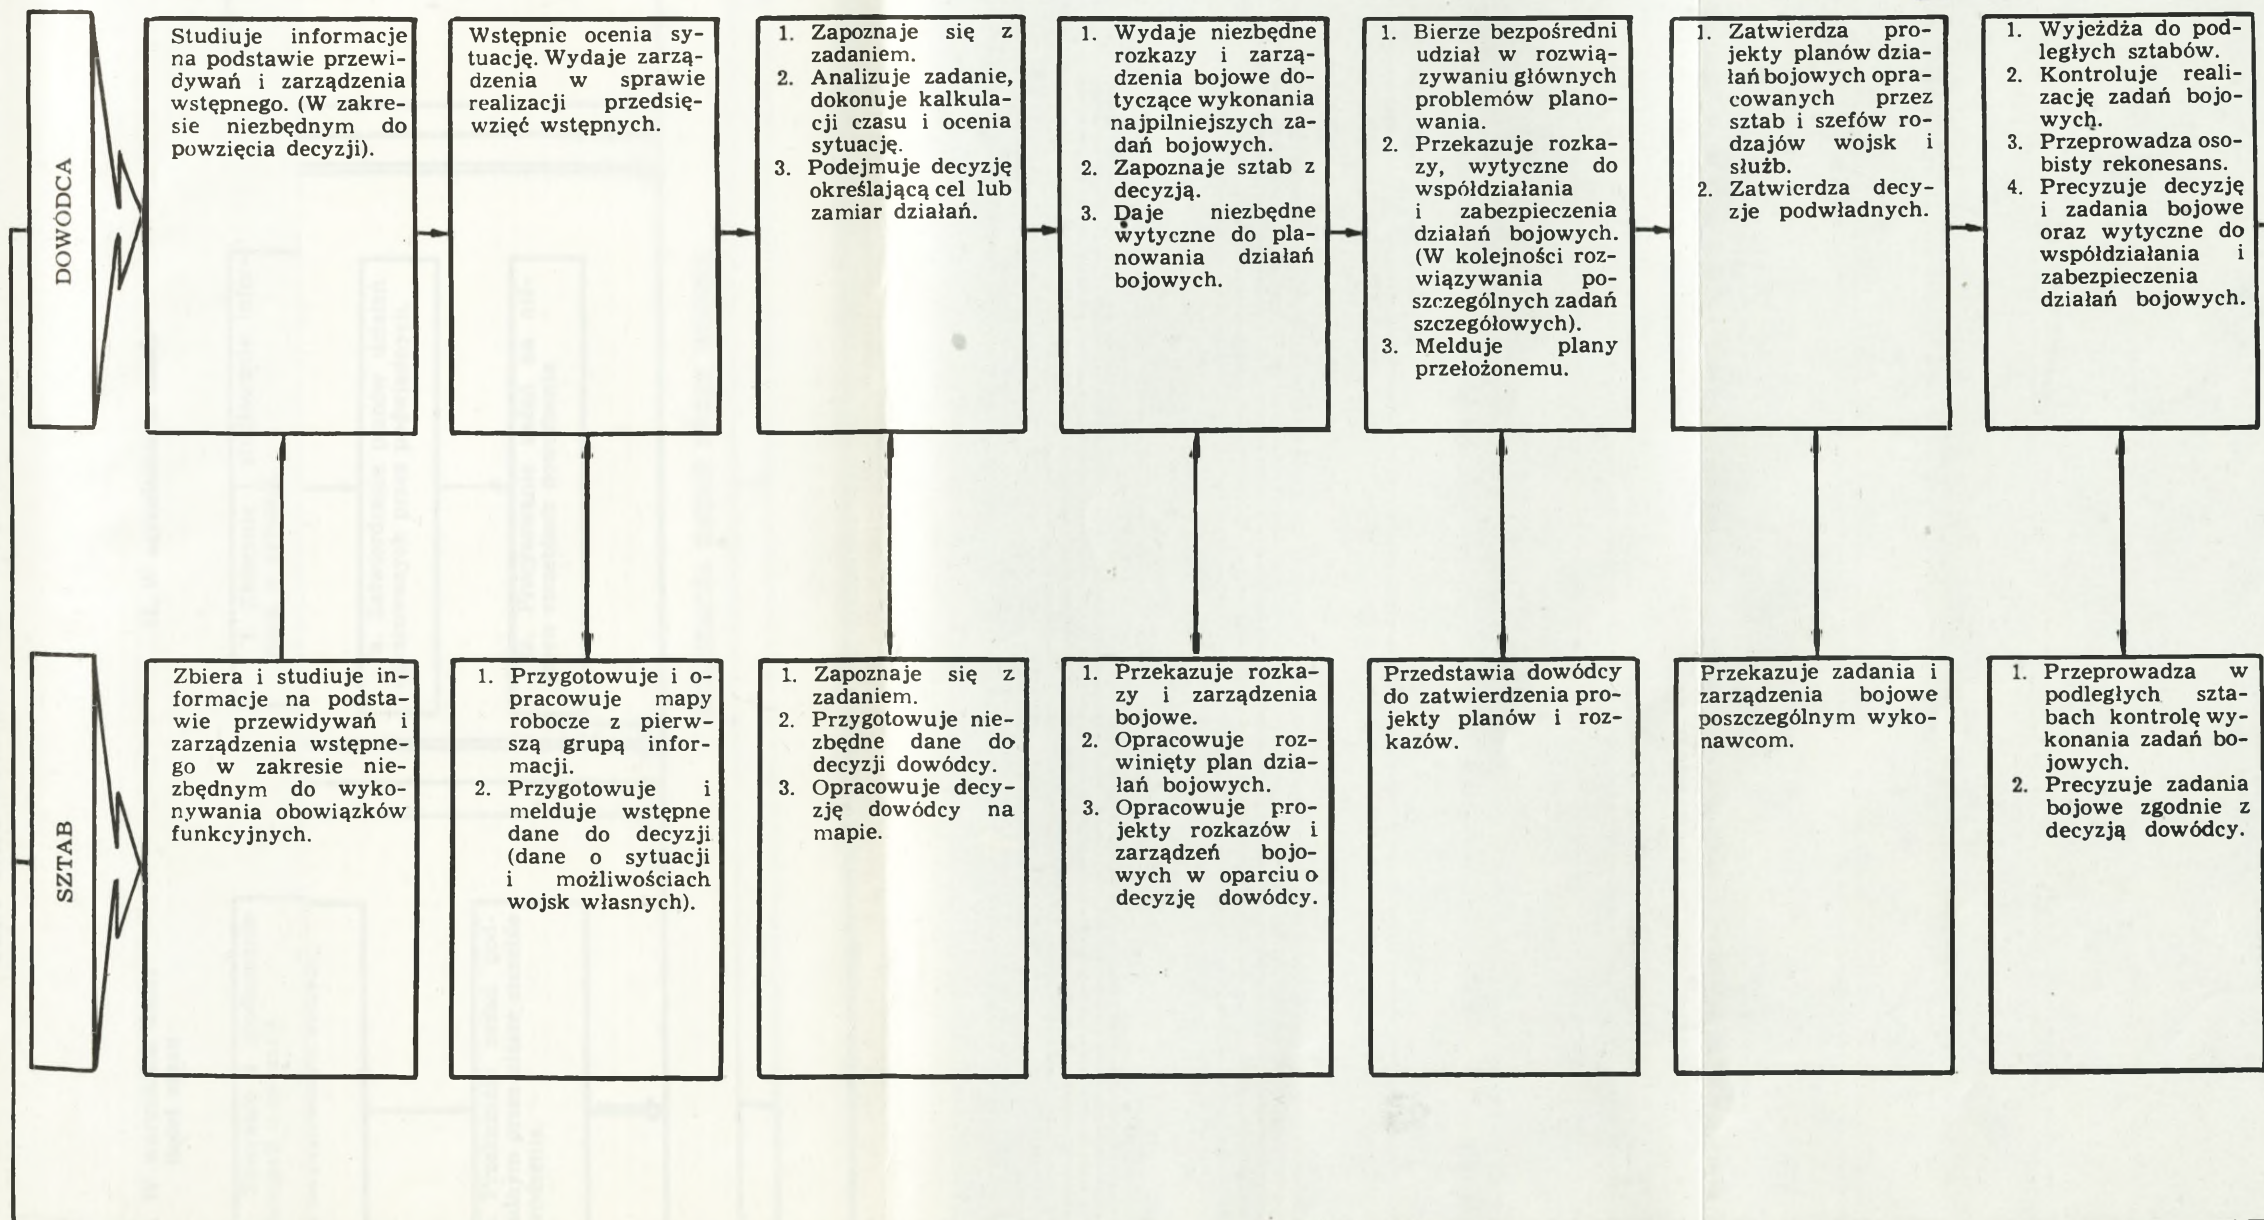 DOWÓDCA
Studiuje informacje
na podstawie przewi-
dywań i zarządzenia
wstępnego. (W zakre-
sie niezbędnym do
powzięcia decyzji).
Wstępnie ocenia sy-
tuację. Wydaje zarzą-
dzenia w sprawie
realizacji przedsię-
wzięć wstępnych.
1. Zapoznaje się z
zadaniem.
2. Analizuje zadanie,
dokonuje kalkula-
cji czasu i ocenia
sytuację.
3. Podejmuje decyzję
określającą cel lub
zamiar działań.
1. Wydaje niezbędne
rozkazy i zarzą-
dzenia bojowe do-
tyczące wykonania
najpilniejszych za-
dań bojowych.
2. Zapoznaje sztab z
decyzją.
3. Daje niezbędne
wytyczne do pla-
nowania działań
bojowych.
1. Bierze bezpośredni
udział w rozwią-
zywaniu głównych
problemów plano-
wania.
2. Przekazuje rozka-
zy, wytyczne do
współdziałania
i zabezpieczenia
działań bojowych.
(W kolejności roz-
wiązywania po-
szczególnych zadań
szczegółowych).
3. Melduje plany
przełożonemu.
1. Zatwierdza pro-
jekty planów dzia-
łań bojowych opra-
cowanych przez
sztab i szefów ro-
dzajów wojsk i
służb.
2. Zatwierdza decy-
zje podwładnych.
1. Wyjeżdża do pod-
ległych sztabów.
2. Kontroluje reali-
zację zadań bojo-
wych.
3. Przeprowadza oso-
bisty rekonesans.
4. Precyzuje decyzję
i zadania bojowe
oraz wytyczne do
współdziałania i
zabezpieczenia
działań bojowych.
SZTAB
Zbiera i studiuje in-
formacje na podsta-
wie przewidywań i
zarządzenia wstępne-
go w zakresie nie-
zbędnym do wyko-
nywania obowiązków
funkcyjnych.
1. Przygotowuje i o-
pracowuje mapy
robocze z pierw-
szą grupą infor-
macji.
2. Przygotowuje i
melduje wstępne
dane do decyzji
(dane o sytuacji
i możliwościach
wojsk własnych).
1. Zapoznaje się z
zadaniem.
2. Przygotowuje nie-
zbędne dane do
decyzji dowódcy.
3. Opracowuje decy-
zję dowódcy na
mapie.
1. Przekazuje rozka-
zy i zarządzenia
bojowe.
2. Opracowuje roz-
winięty plan dzia-
łań bojowych.
3. Opracowuje pro-
jekty rozkazów i
zarządzeń bojo-
wych w oparciu o
decyzję dowódcy.
Przedstawia dowódcy
do zatwierdzenia pro-
jekty planów i roz-
kazów.
Przekazuje zadania i
zarządzenia bojowe
poszczególnym wyko-
nawcom.
1. Przeprowadza w
podległych szta-
bach kontrolę wy-
konania zadań bo-
jowych.
2. Precyzuje zadania
bojowe zgodnie z
decyzją dowódcy.